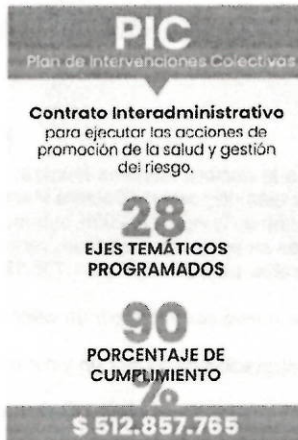 PIC
Plan de Intervenciones Colectivas
Contrato Interadministrativo
para ejecutar las acciones de
promoción de la salud y gestión
del riesgo.
28
EJES TEMÁTICOS
PROGRAMADOS
90
PORCENTAJE DE
CUMPLIMIENTO
%
$ 512.857.765